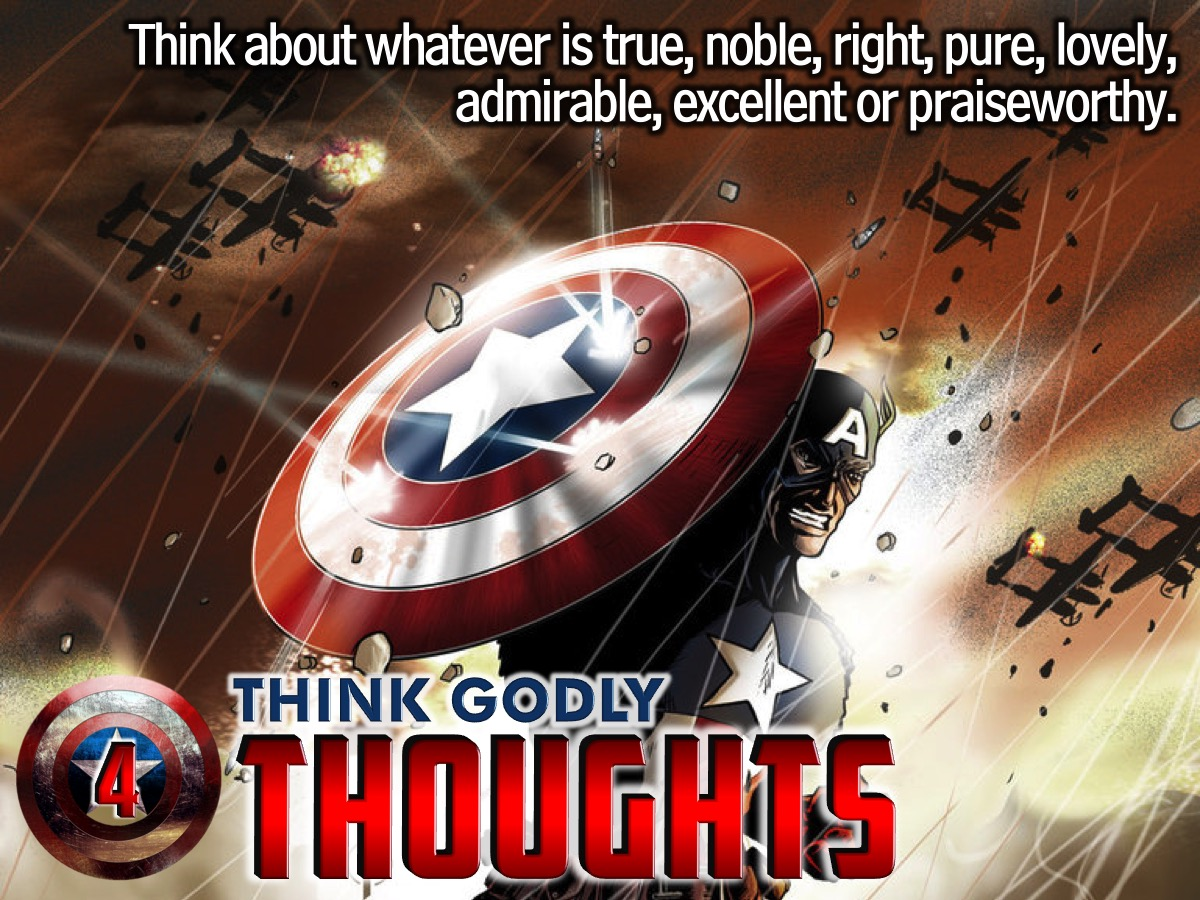 Think about whatever is true, noble, right, pure, lovely,
admirable, excellent or praiseworthy.
A
THINK GODLY
4
THOUGHTS